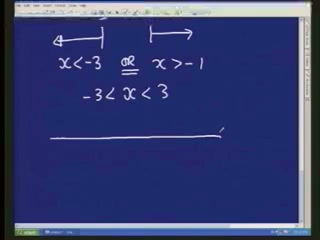 x < -3 OR x > -1
-3 < x < 3